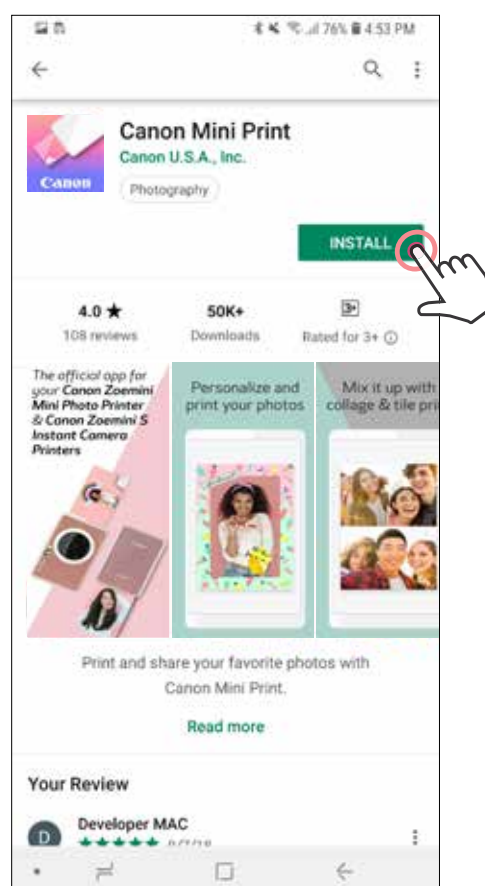 76% 4:53 PM
Canon Mini Print
Canon U.S.A., Inc.
Canon
Photography
INSTALL
4.0 ★ 50K+ 3+
108 reviews Downloads Rated for 3+
The official app for
your Canon Zoemini
Mini Photo Printer
& Canon Zoemini S
Instant Camera
Printers
Personalize and
print your photos
Mix it up with
collage & tile pri
Print and share your favorite photos with
Canon Mini Print.
Read more
Your Review
D
Developer MAC